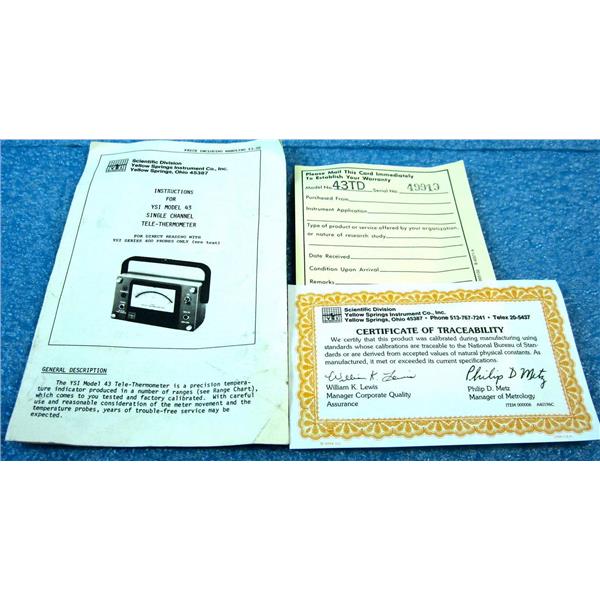 PRICE INCLUDING HANDLING
Scientific Division
Yellow Springs Instrument Co., Inc.
Yellow Springs, Ohio 45387
INSTRUCTIONS
FOR
YSI MODEL 43
SINGLE CHANNEL
TELE-THERMOMETER
FOR DIRECT READING WITH
YSI SERIES 400 PROBES ONLY (see text)
GENERAL DESCRIPTION
The YSI Model 43 Tele-Thermometer is a precision tempera-
ture indicator produced in a number of ranges (see Range Chart),
which comes to you tested and factory calibrated. With careful
use and reasonable consideration of the meter movement and the
temperature probes, years of trouble-free service may be
expected.
Please Mail This Card Immediately
To Establish Your Warranty
Model No. 43TD Serial No. 49919
Purchased From
Instrument Application
Type of product or service offered by your organization,
or nature of research study
Date Received
Condition Upon Arrival
Remarks
Scientific Division
Yellow Springs Instrument Co., Inc.
Yellow Springs, Ohio 45387 • Phone 513-767-7241 • Telex 20-5437
CERTIFICATE OF TRACEABILITY
We certify that this product was calibrated during manufacturing using
standards whose calibrations are traceable to the National Bureau of Stan-
dards or are derived from accepted values of natural physical constants. As
manufactured, it met or exceeded its specifications for accuracy.
William K Lewis
Philip D Metz
William K. Lewis
Manager Corporate Quality
Assurance
Philip D. Metz
Manager of Metrology
ITEM 000006 A40196C